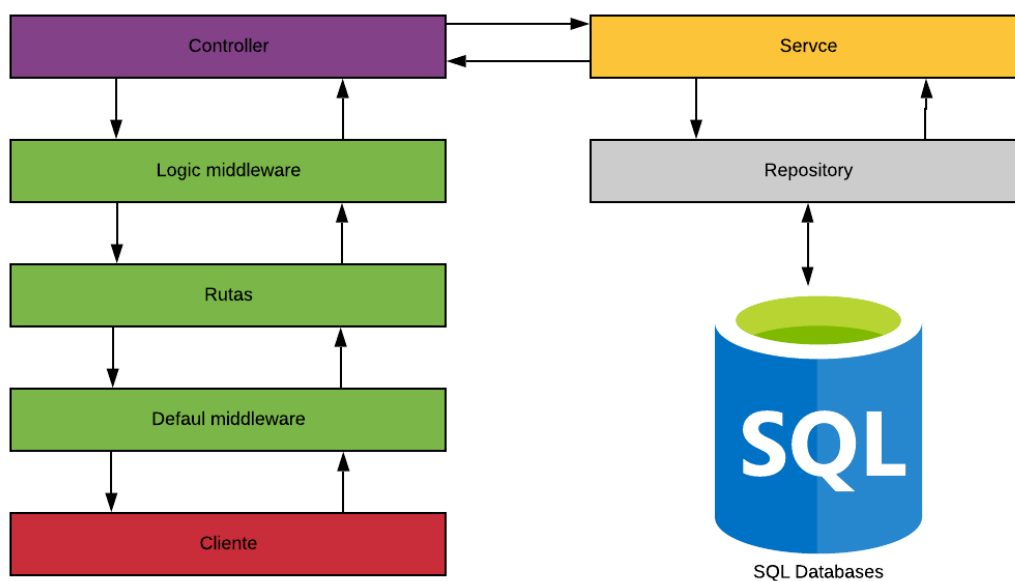 Controller
Servce
Logic middleware
Repository
Rutas
Defaul middleware
SQL
Cliente
SQL Databases